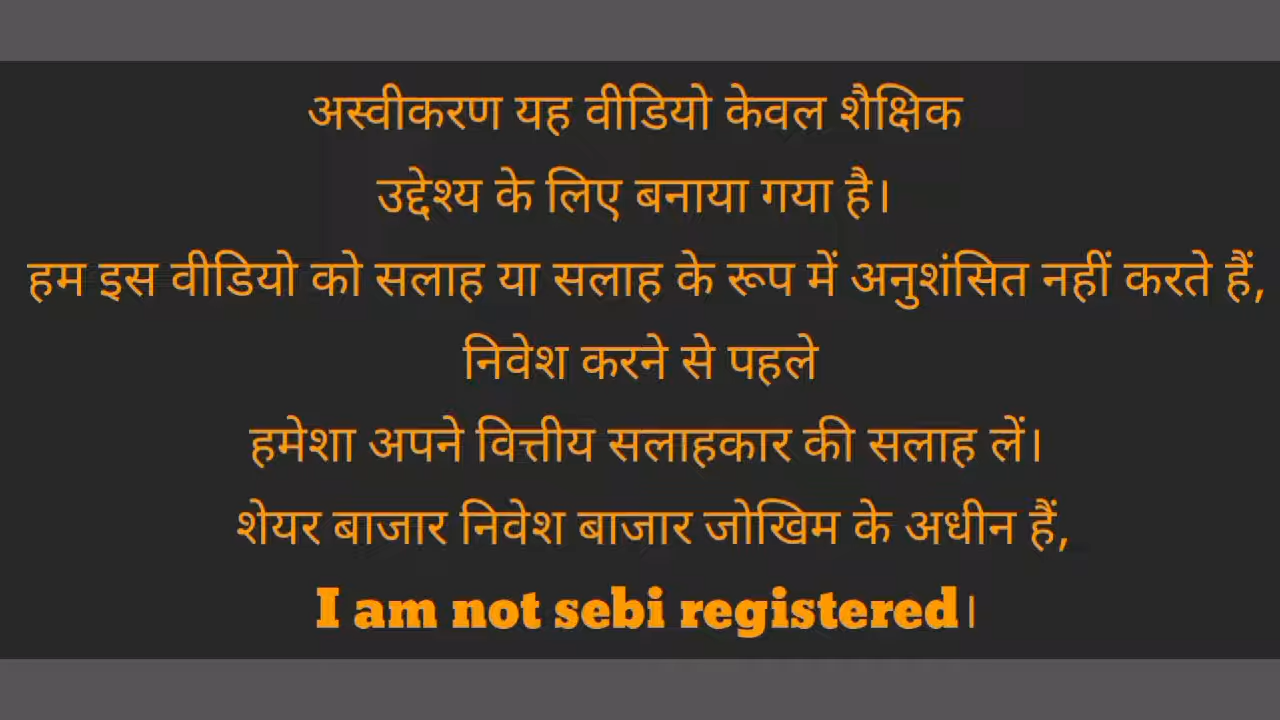 अस्वीकरण यह वीडियो केवल शैक्षिक
उद्देश्य के लिए बनाया गया है।
हम इस वीडियो को सलाह या सलाह के रूप में अनुशंसित नहीं करते हैं,
निवेश करने से पहले
हमेशा अपने वित्तीय सलाहकार की सलाह लें।
शेयर बाजार निवेश बाजार जोखिम के अधीन हैं,
I am not sebi registered।